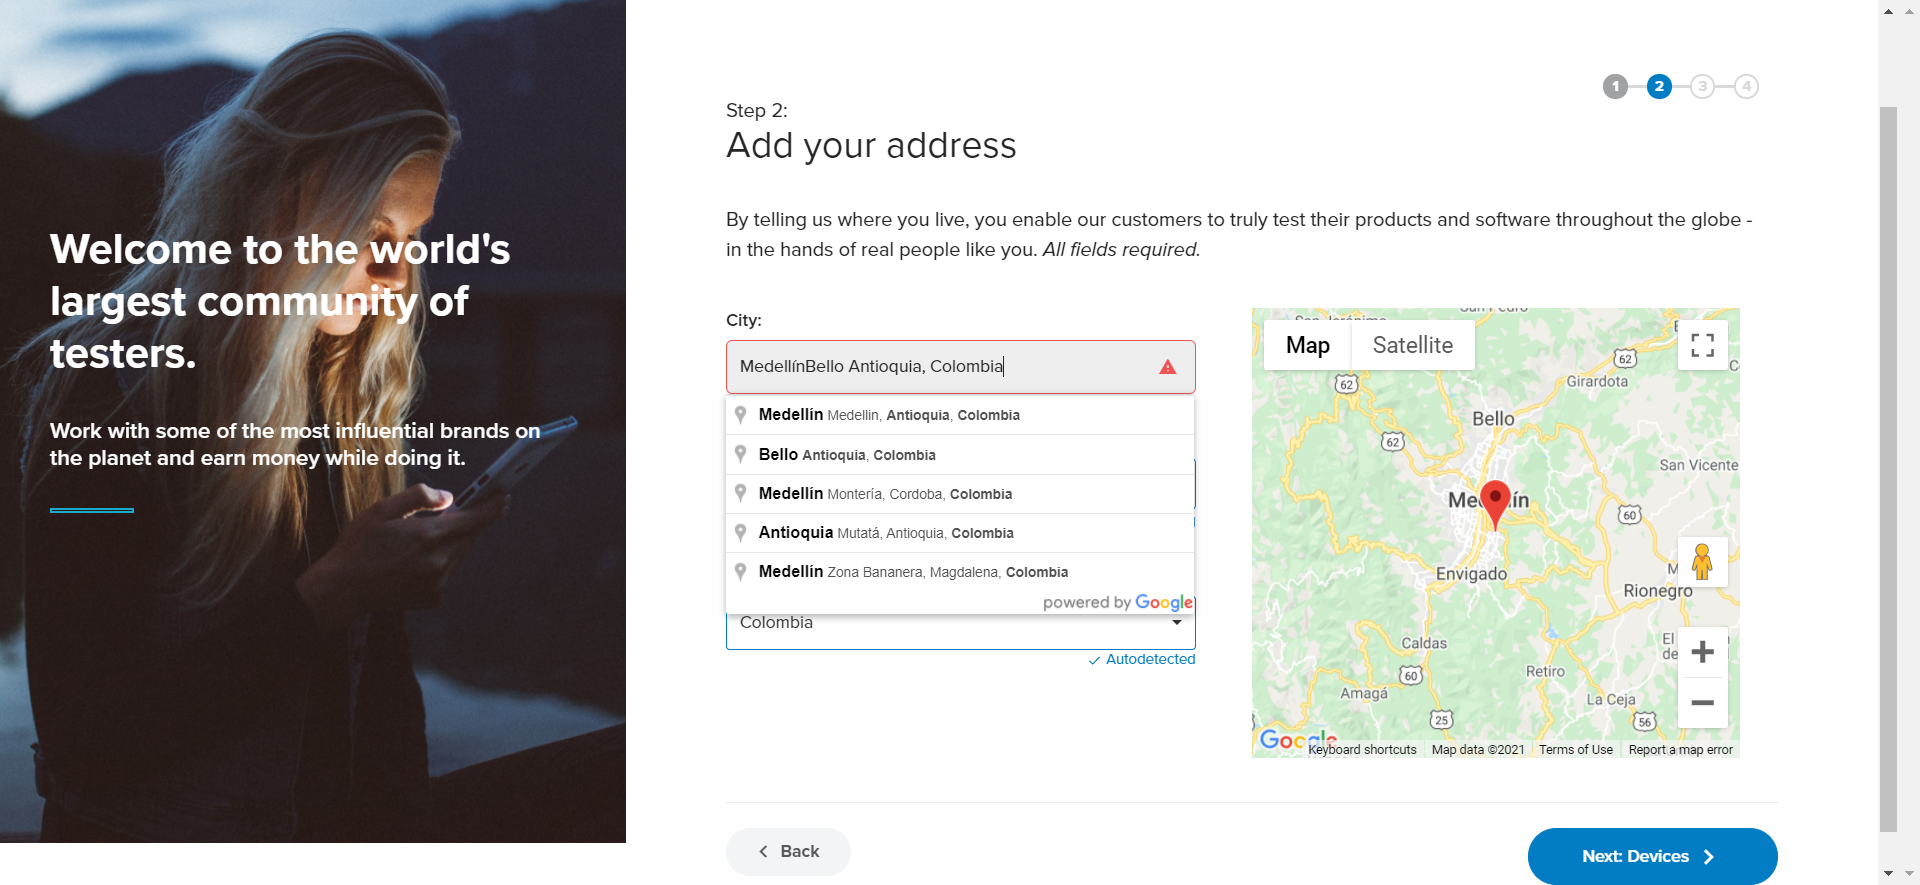 Welcome to the world's
largest community of
testers.
Work with some of the most influential brands on
the planet and earn money while doing it.
1 2 3 4
Step 2:
Add your address
By telling us where you live, you enable our customers to truly test their products and software throughout the globe -
in the hands of real people like you. All fields required.
City:
MedellínBello Antioquia, Colombia
Medellín Medellin, Antioquia, Colombia
Bello Antioquia, Colombia
Medellín Montería, Cordoba, Colombia
Antioquia Mutatá, Antioquia, Colombia
Medellín Zona Bananera, Magdalena, Colombia
powered by Google
Colombia
Autodetected
Map Satellite
62
Girardota
62
Bello
62
San Vicente
Medellín
60
Envigado
Rionegro
Caldas
El
de
60
Retiro
Amagá
La Ceja
25
56
Google
Keyboard shortcuts Map data ©2021 Terms of Use Report a map error
Back
Next: Devices